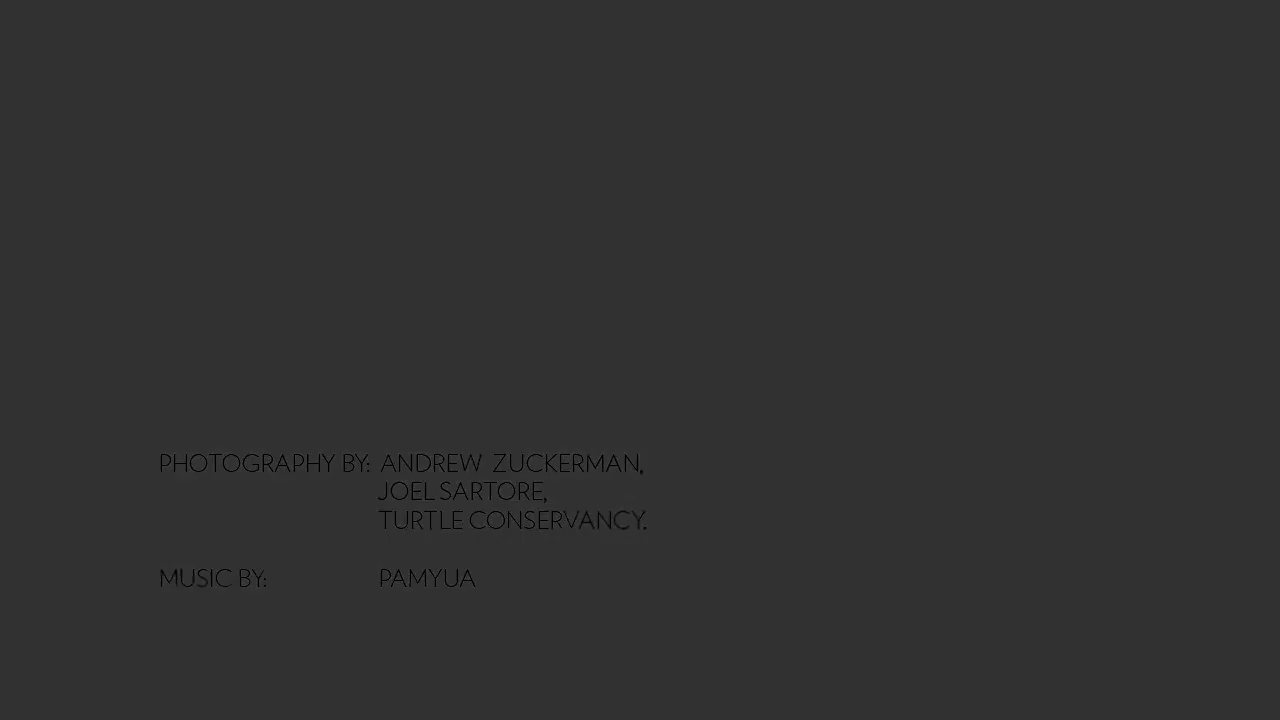 PHOTOGRAPHY BY: ANDREW ZUCKERMAN,
JOEL SARTORE,
TURTLE CONSERVANCY.
MUSIC BY: PAMYUA